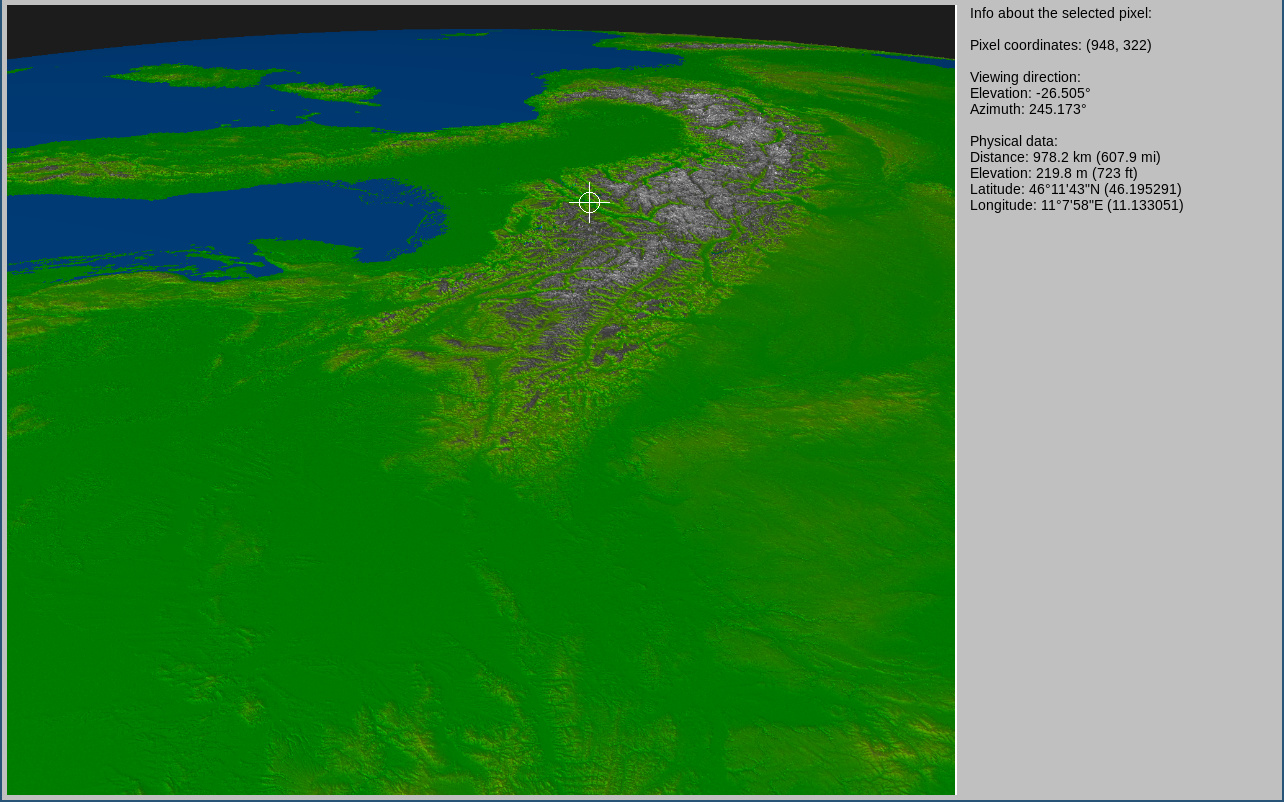 Info about the selected pixel:
Pixel coordinates: (948, 322)
Viewing direction:
Elevation: -26.505°
Azimuth: 245.173°
Physical data:
Distance: 978.2 km (607.9 mi)
Elevation: 219.8 m (723 ft)
Latitude: 46°11'43"N (46.195291)
Longitude: 11°7'58"E (11.133051)